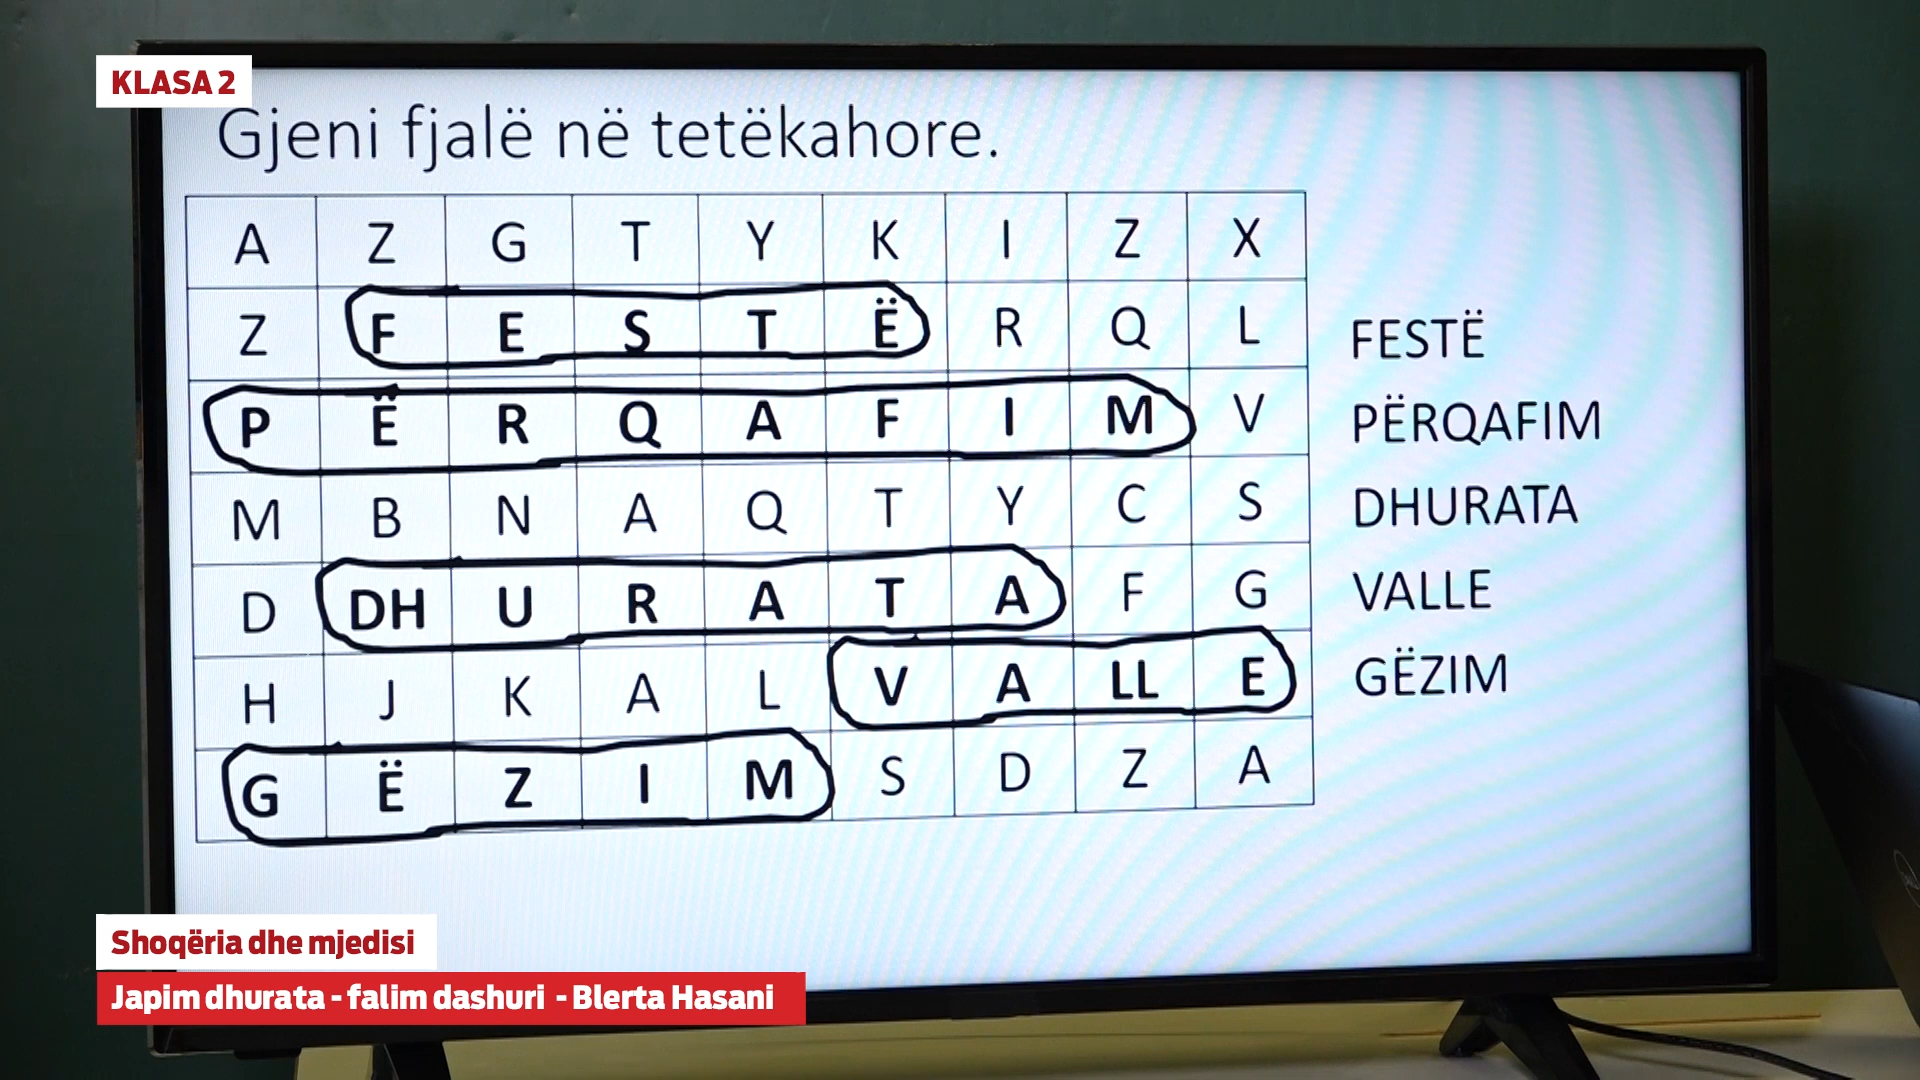 KLASA 2
Gjeni fjalë në tetëkahore.
A Z G T Y K I Z X
Z F E S T Ë R Q L
P Ë R Q A F I M V
M B N A Q T Y C S
D DH U R A T A F G
H J K A L V A LL E
G Ë Z I M S D Z A
FESTË
PËRQAFIM
DHURATA
VALLE
GËZIM
Shoqëria dhe mjedisi
Japim dhurata - falim dashuri - Blerta Hasani